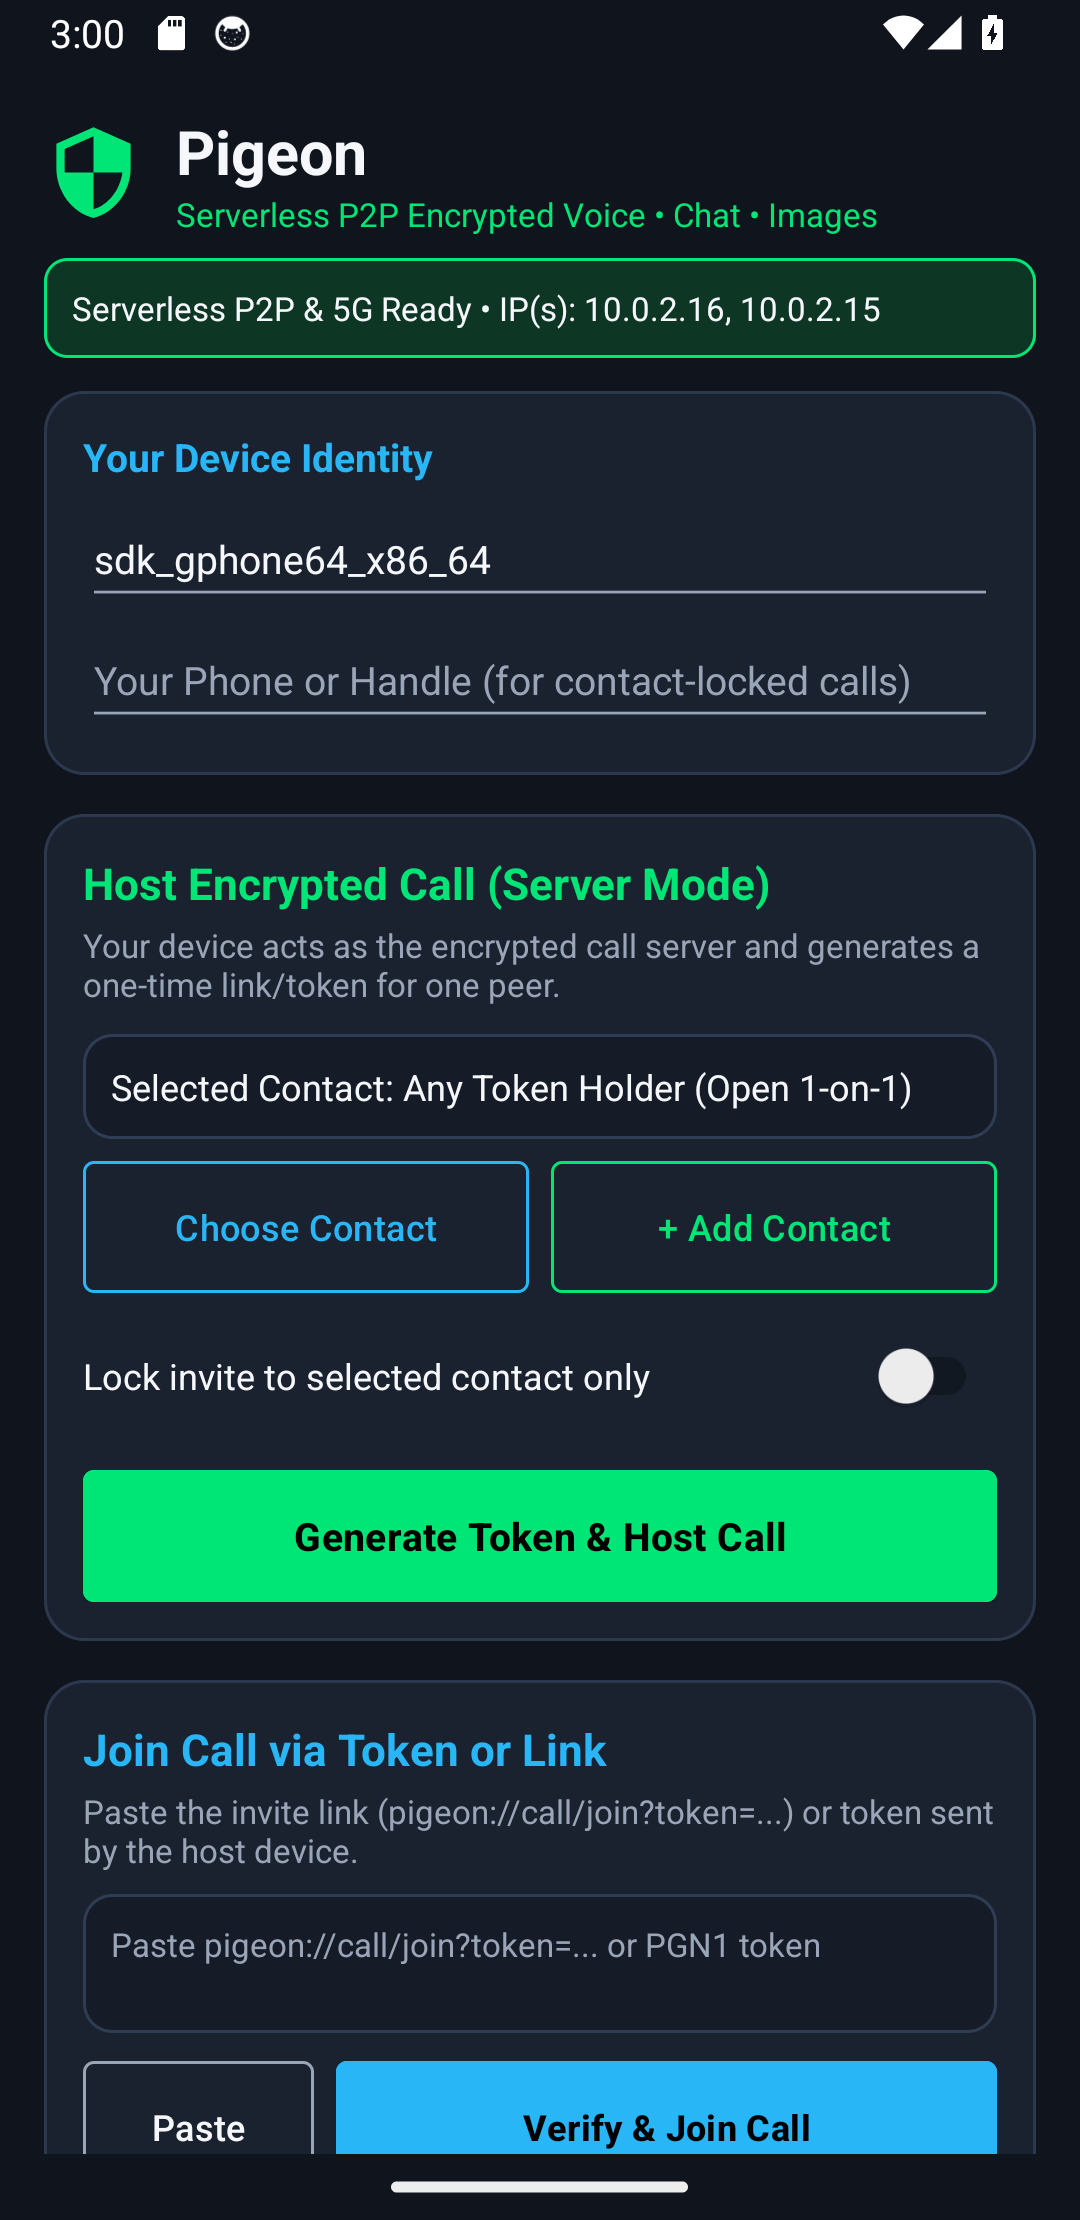 3:00
Pigeon
Serverless P2P Encrypted Voice • Chat • Images
Serverless P2P & 5G Ready • IP(s): 10.0.2.16, 10.0.2.15
Your Device Identity
sdk_gphone64_x86_64
Your Phone or Handle (for contact-locked calls)
Host Encrypted Call (Server Mode)
Your device acts as the encrypted call server and generates a
one-time link/token for one peer.
Selected Contact: Any Token Holder (Open 1-on-1)
Choose Contact
+ Add Contact
Lock invite to selected contact only
Generate Token & Host Call
Join Call via Token or Link
Paste the invite link (pigeon://call/join?token=...) or token sent
by the host device.
Paste pigeon://call/join?token=... or PGN1 token
Paste
Verify & Join Call